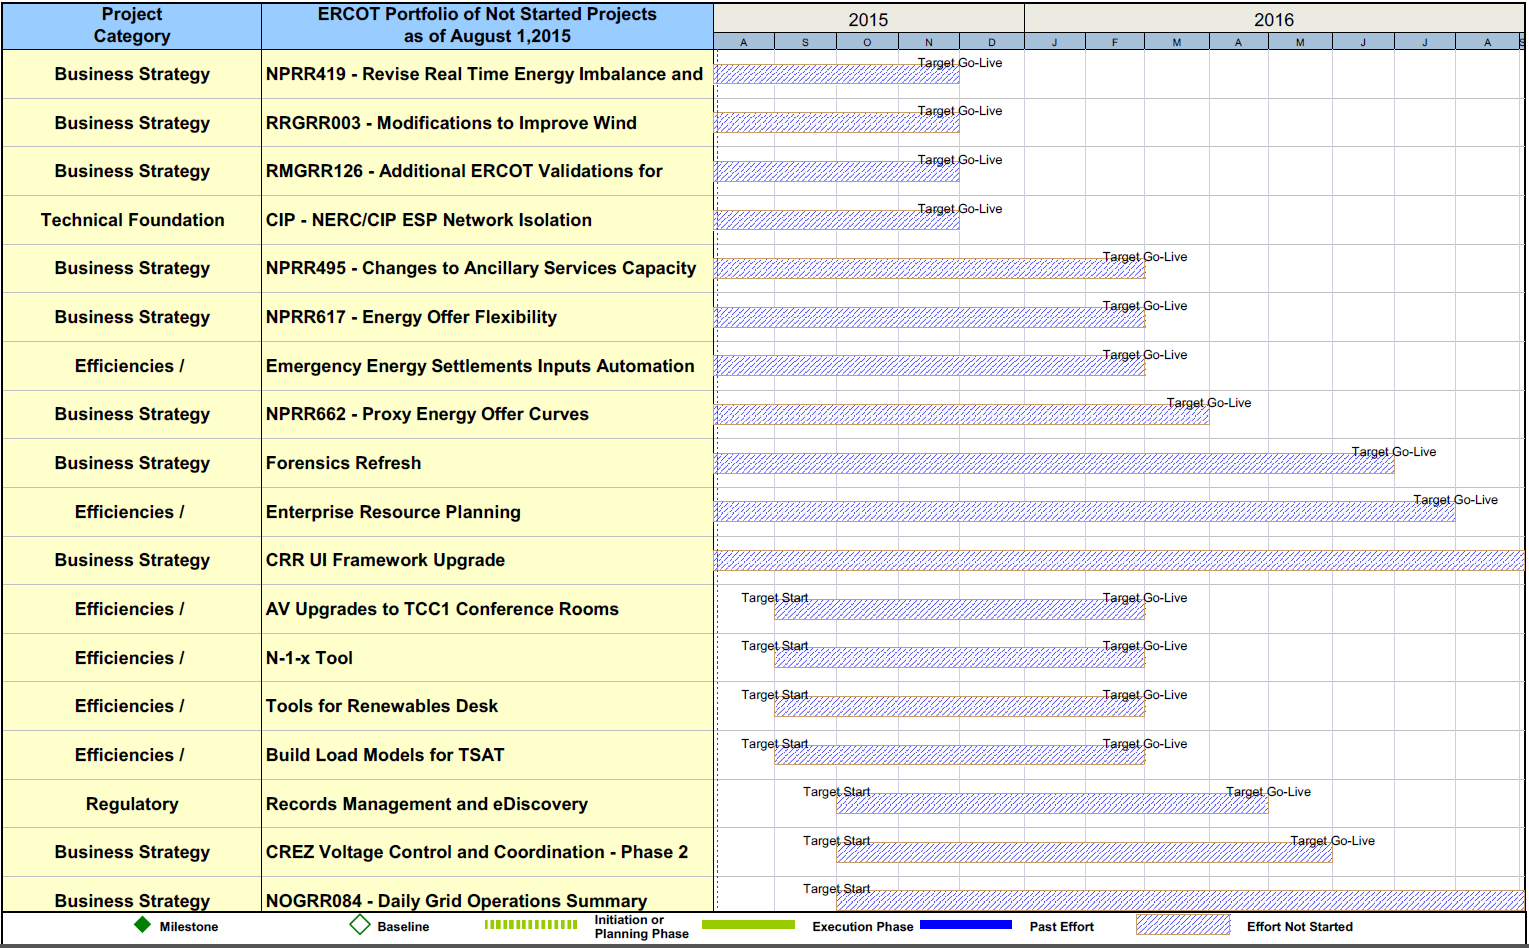 Project
Category
ERCOT Portfolio of Not Started Projects
as of August 1,2015
2015
2016
A S O N D J F M A M J J A S
Target Go-Live
Business Strategy NPRR419 - Revise Real Time Energy Imbalance and
Target Go-Live
Business Strategy RRGRR003 - Modifications to Improve Wind
Target Go-Live
Business Strategy RMGRR126 - Additional ERCOT Validations for
Target Go-Live
Technical Foundation CIP - NERC/CIP ESP Network Isolation
Target Go-Live
Business Strategy NPRR495 - Changes to Ancillary Services Capacity
Target Go-Live
Business Strategy NPRR617 - Energy Offer Flexibility
Target Go-Live
Efficiencies / Emergency Energy Settlements Inputs Automation
Target Go-Live
Business Strategy NPRR662 - Proxy Energy Offer Curves
Target Go-Live
Business Strategy Forensics Refresh
Target Go-Live
Efficiencies / Enterprise Resource Planning
Business Strategy CRR UI Framework Upgrade
Target Start Target Go-Live
Efficiencies / AV Upgrades to TCC1 Conference Rooms
Target Start Target Go-Live
Efficiencies / N-1-x Tool
Target Start Target Go-Live
Efficiencies / Tools for Renewables Desk
Target Start Target Go-Live
Efficiencies / Build Load Models for TSAT
Target Start Target Go-Live
Regulatory Records Management and eDiscovery
Target Start Target Go-Live
Business Strategy CREZ Voltage Control and Coordination - Phase 2
Target Start
Business Strategy NOGRR084 - Daily Grid Operations Summary
Milestone
Baseline
Initiation or
Planning Phase
Execution Phase
Past Effort
Effort Not Started